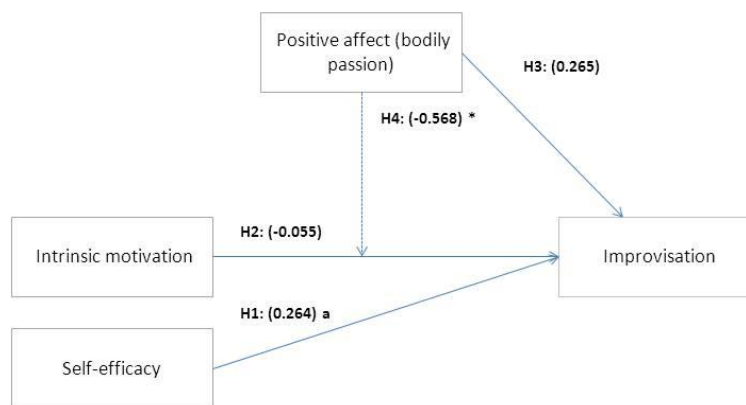 Positive affect (bodily
passion)
H3: (0.265)
H4: (-0.568) *
H2: (-0.055)
Intrinsic motivation
Improvisation
H1: (0.264) a
Self-efficacy